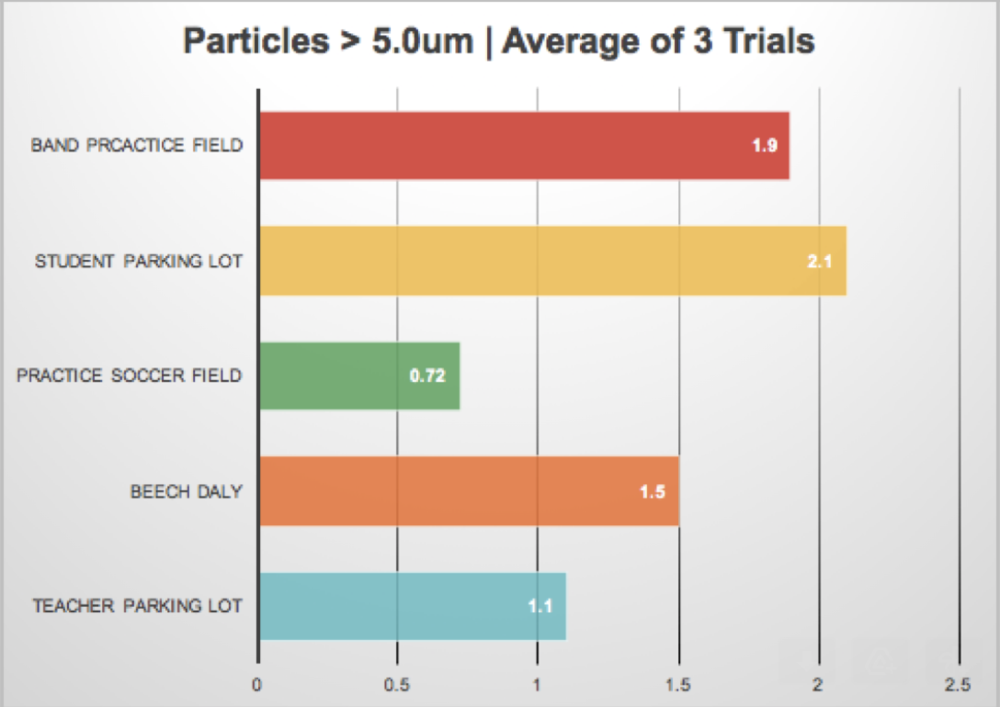 Particles > 5.0um | Average of 3 Trials
BAND PRCACTICE FIELD 1.9
STUDENT PARKING LOT 2.1
PRACTICE SOCCER FIELD 0.72
BEECH DALY 1.5
TEACHER PARKING LOT 1.1
0 0.5 1 1.5 2 2.5